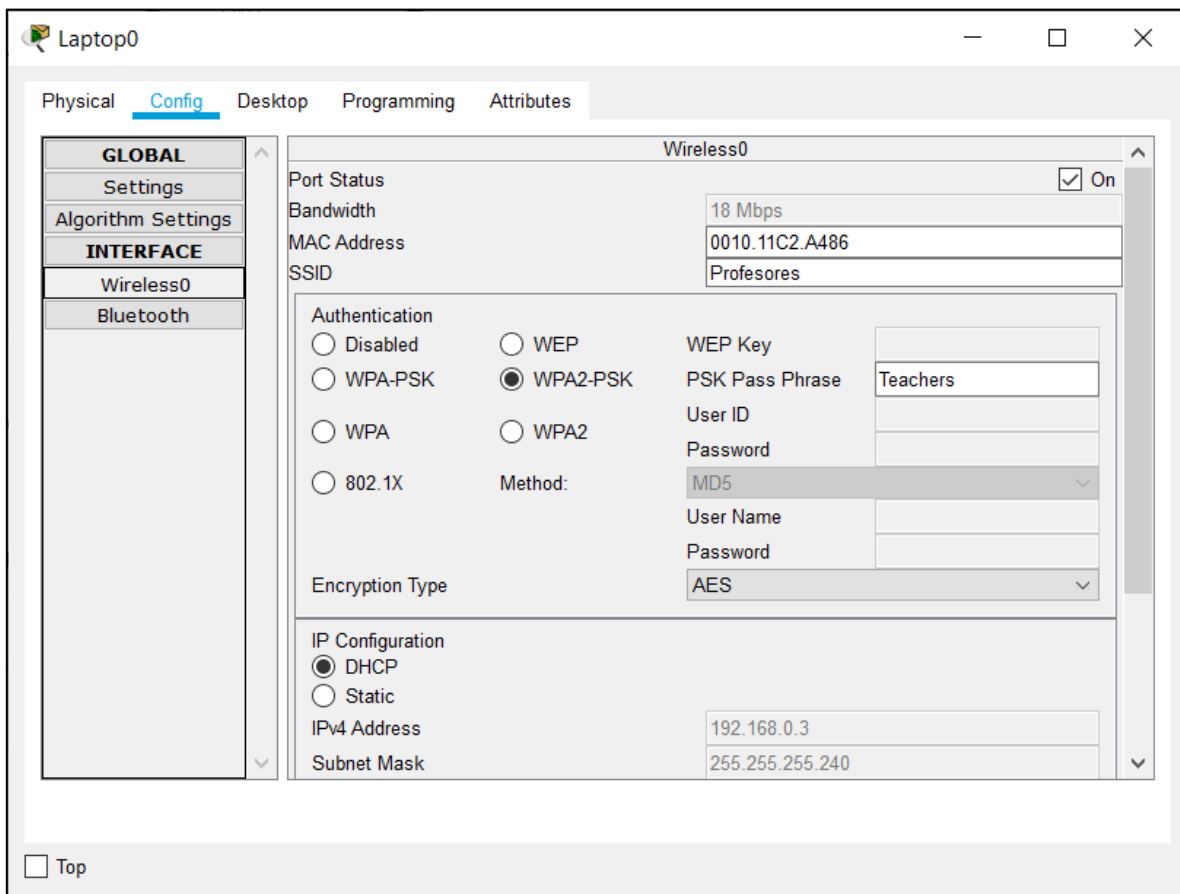 Laptop0
Physical Config Desktop Programming Attributes
GLOBAL
Settings
Algorithm Settings
INTERFACE
Wireless0
Bluetooth
Wireless0
Port Status On
Bandwidth 18 Mbps
MAC Address 0010.11C2.A486
SSID Profesores
Authentication
Disabled WEP WEP Key
WPA-PSK WPA2-PSK PSK Pass Phrase Teachers
User ID
WPA WPA2
Password
802.1X Method: MD5
User Name
Password
Encryption Type AES
IP Configuration
DHCP
Static
IPv4 Address 192.168.0.3
Subnet Mask 255.255.255.240
Top